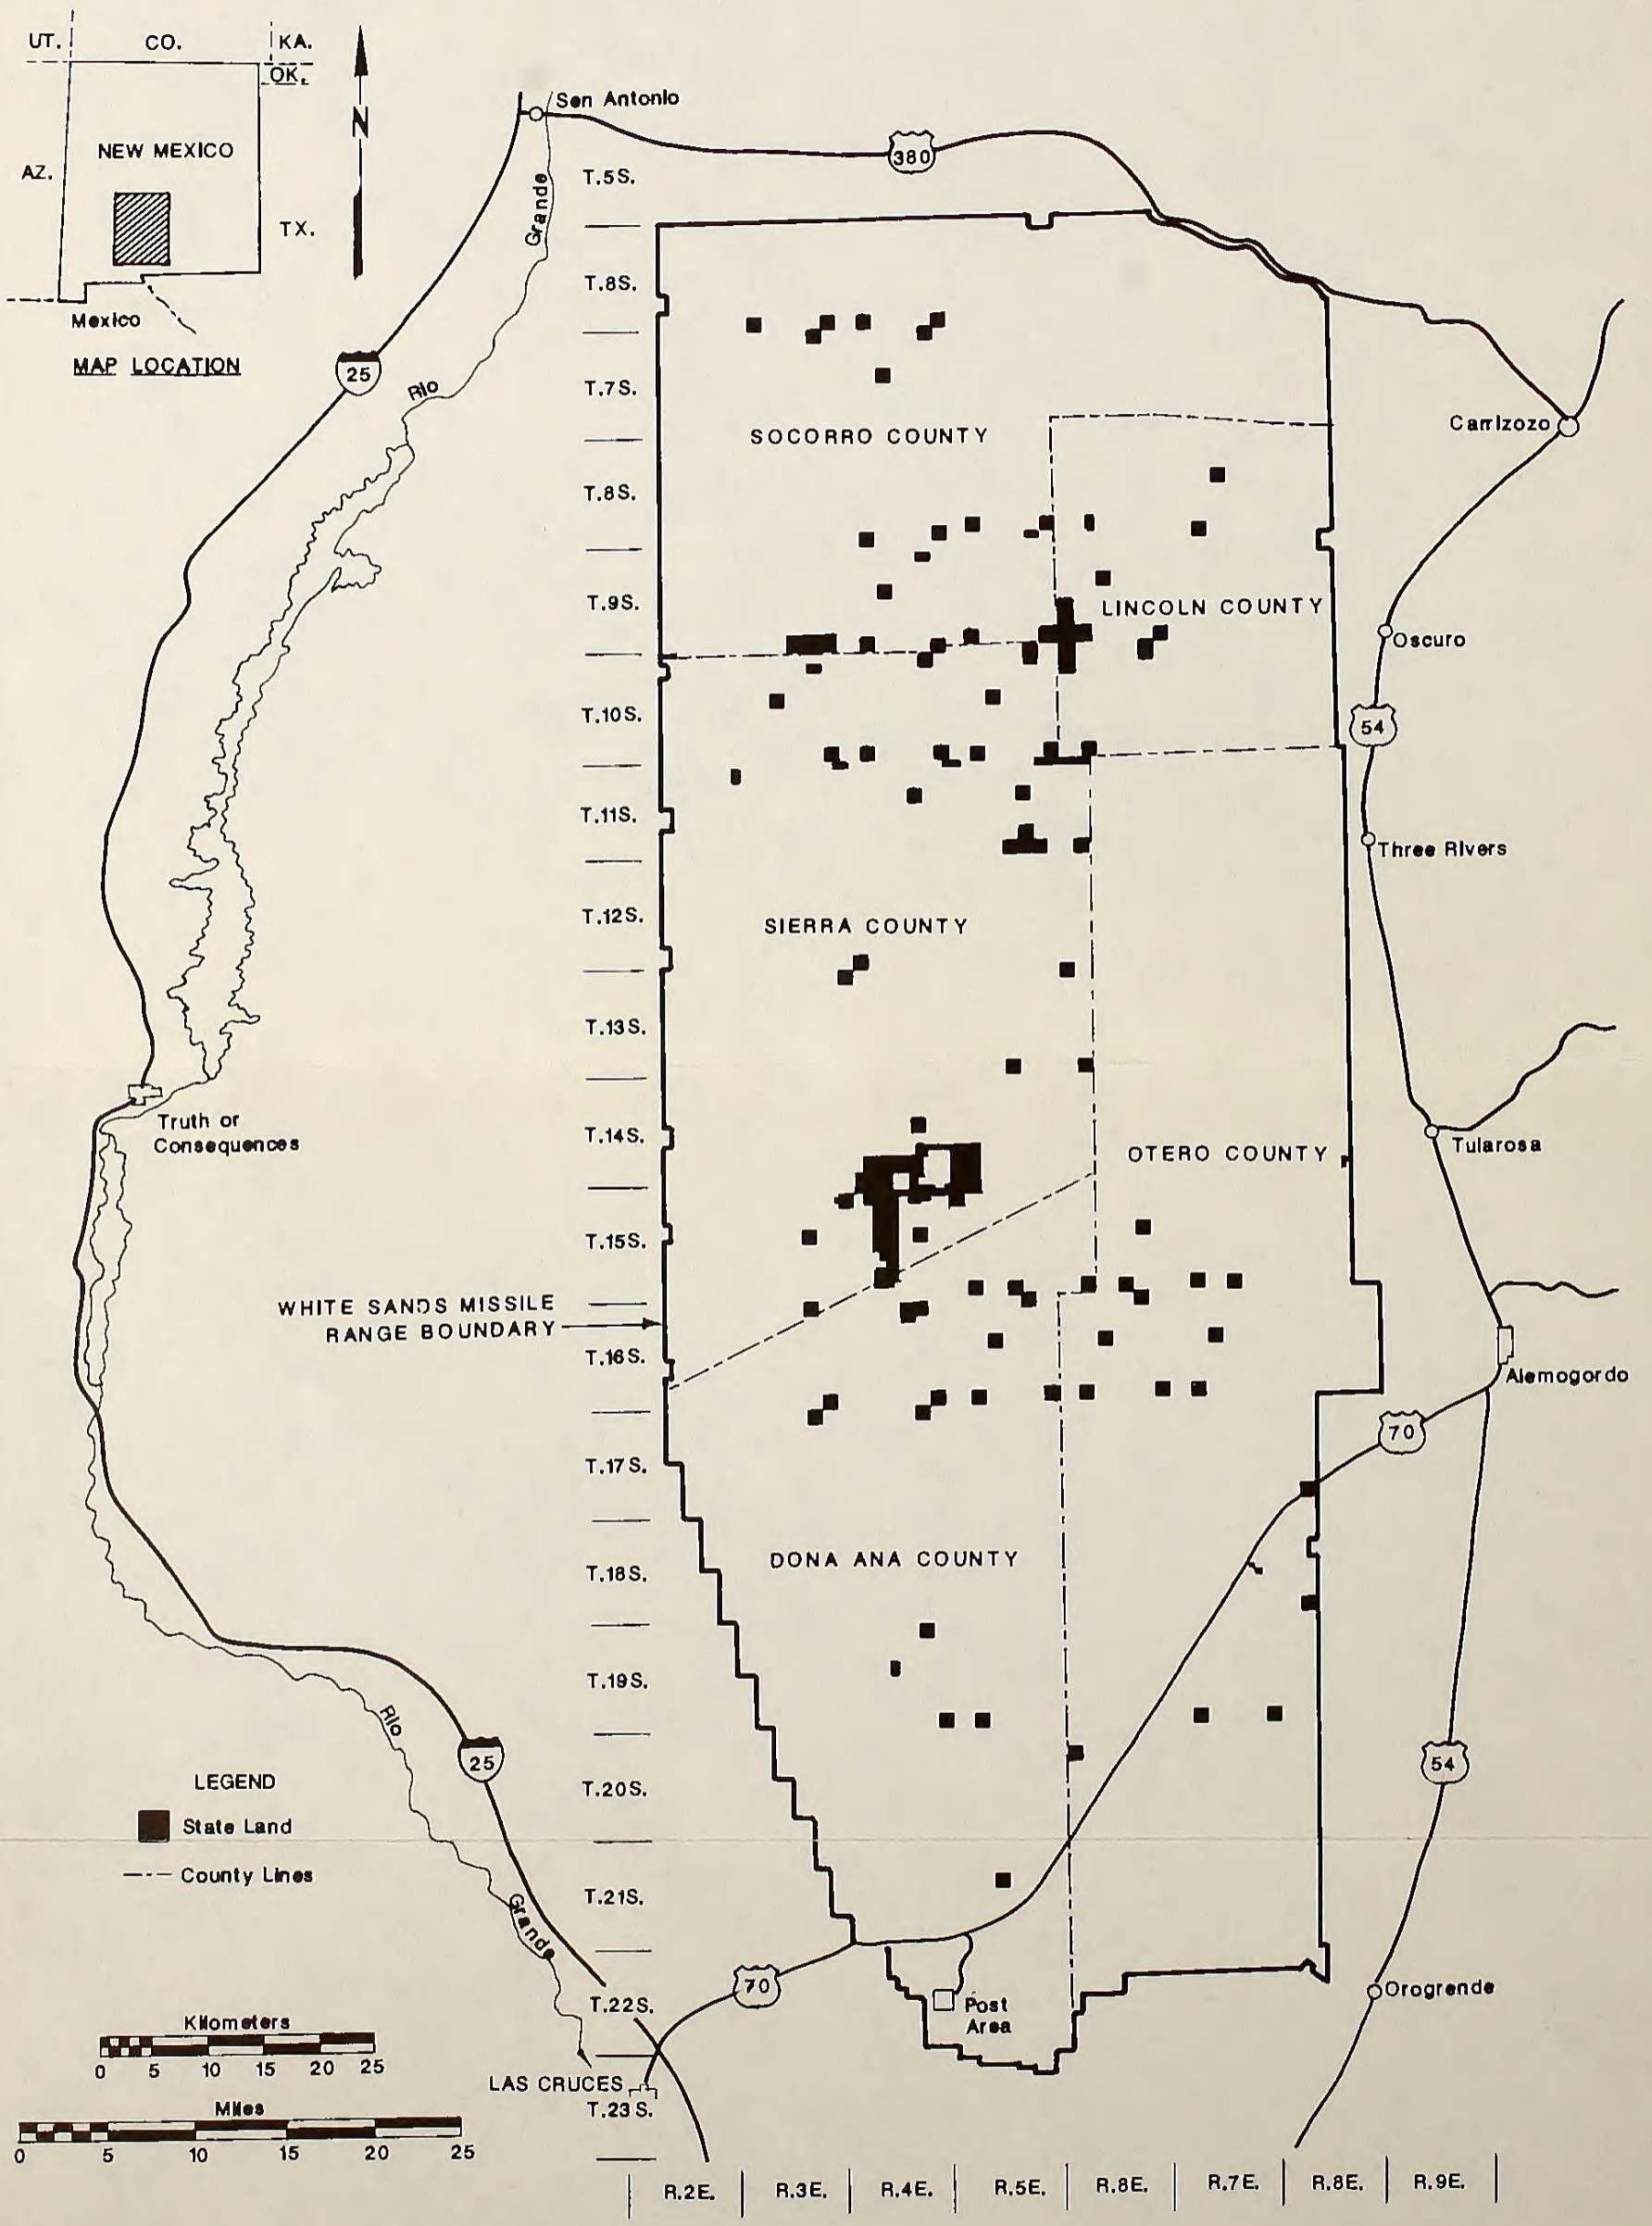 UT. CO. KA.
OK.
NEW MEXICO
AZ.
TX.
Mexico
MAP LOCATION
N
San Antonio
380
Grande
T.5S.
T.8S.
25
Rio
T.7S.
SOCORRO COUNTY
Carrizozo
T.8S.
T.9S.
LINCOLN COUNTY
Oscuro
T.10S.
54
T.11S.
Three Rivers
T.12S.
SIERRA COUNTY
T.13S.
Truth or
Consequences
T.14S.
OTERO COUNTY
Tularosa
T.15S.
WHITE SANDS MISSILE
RANGE BOUNDARY
T.16S.
Alamogordo
70
T.17S.
DONA ANA COUNTY
T.18S.
T.19S.
Rio
25
54
LEGEND
T.20S.
State Land
County Lines
T.21S.
Grande
70
Orogrande
T.22S.
Post
Area
Kilometers
0 5 10 15 20 25
LAS CRUCES
Miles
T.23S.
0 5 10 15 20 25
R.2E. R.3E. R.4E. R.5E. R.8E. R.7E. R.8E. R.9E.